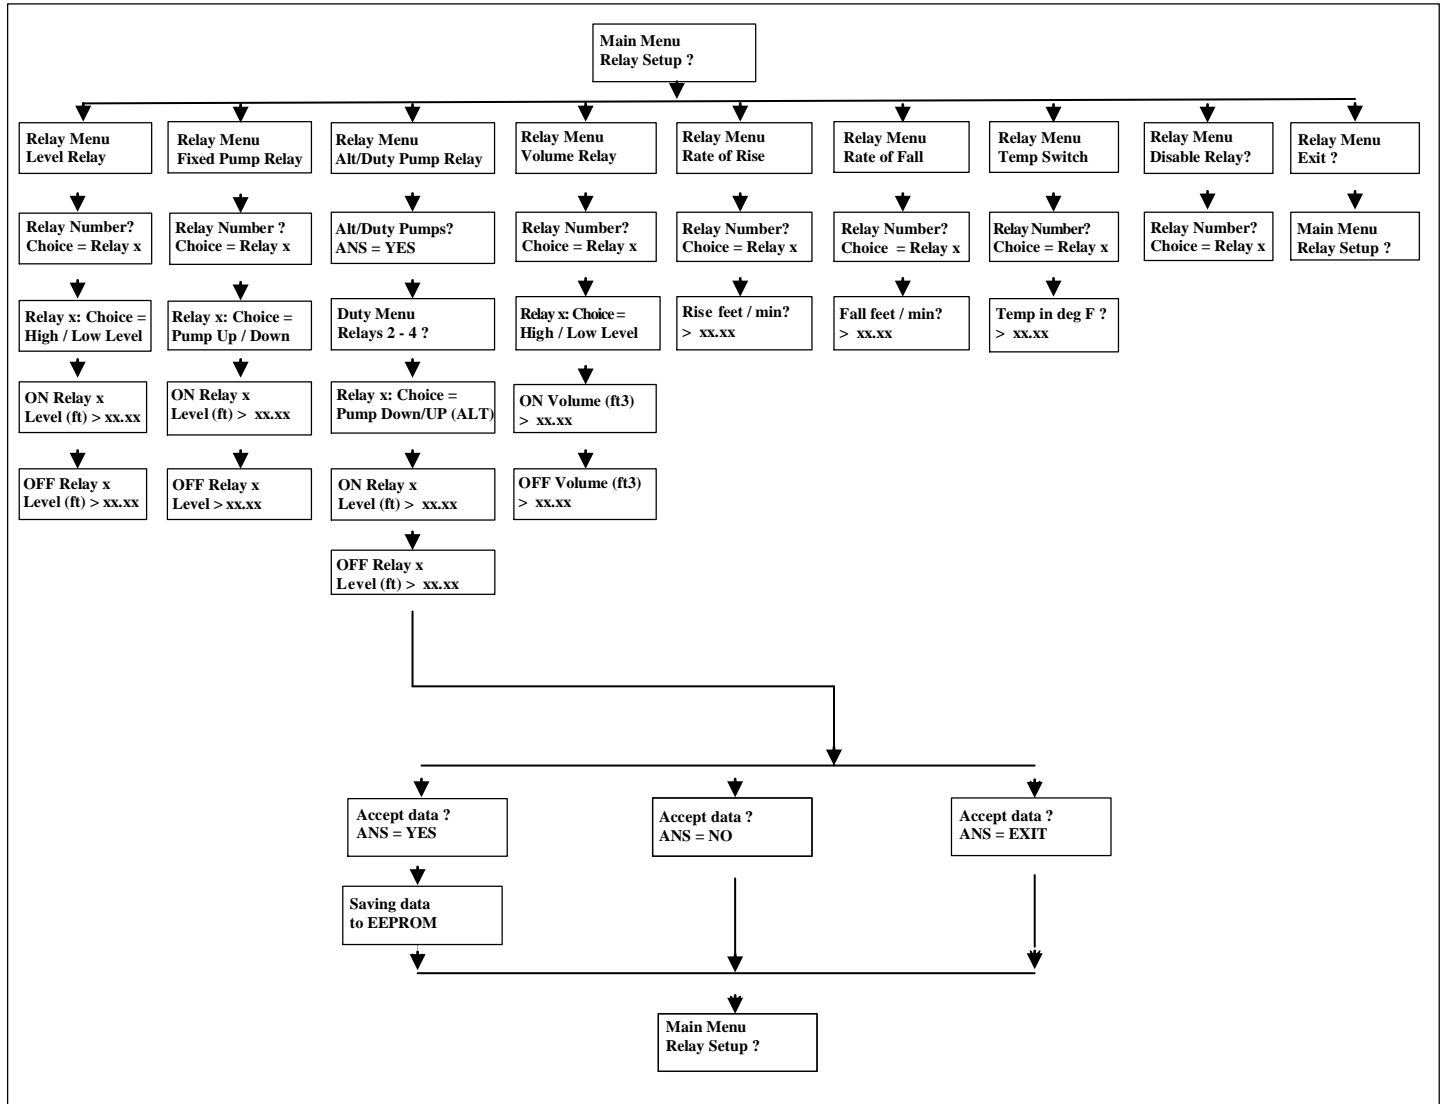 Main Menu
Relay Setup ?
Relay Menu
Level Relay
Relay Menu
Fixed Pump Relay
Relay Menu
Alt/Duty Pump Relay
Relay Menu
Volume Relay
Relay Menu
Rate of Rise
Relay Menu
Rate of Fall
Relay Menu
Temp Switch
Relay Menu
Disable Relay?
Relay Menu
Exit ?
Relay Number?
Choice = Relay x
Relay Number ?
Choice = Relay x
Alt/Duty Pumps?
ANS = YES
Relay Number?
Choice = Relay x
Relay Number?
Choice = Relay x
Relay Number?
Choice = Relay x
Relay Number?
Choice = Relay x
Relay Number?
Choice = Relay x
Main Menu
Relay Setup ?
Relay x: Choice =
High / Low Level
Relay x: Choice =
Pump Up / Down
Duty Menu
Relays 2 - 4 ?
Relay x: Choice =
High / Low Level
Rise feet / min?
> xx.xx
Fall feet / min?
> xx.xx
Temp in deg F ?
> xx.xx
ON Relay x
Level (ft) > xx.xx
ON Relay x
Level (ft) > xx.xx
Relay x: Choice =
Pump Down/UP (ALT)
ON Volume (ft3)
> xx.xx
OFF Relay x
Level (ft) > xx.xx
OFF Relay x
Level > xx.xx
ON Relay x
Level (ft) > xx.xx
OFF Volume (ft3)
> xx.xx
OFF Relay x
Level (ft) > xx.xx
Accept data ?
ANS = YES
Accept data ?
ANS = NO
Accept data ?
ANS = EXIT
Saving data
to EEPROM
Main Menu
Relay Setup ?